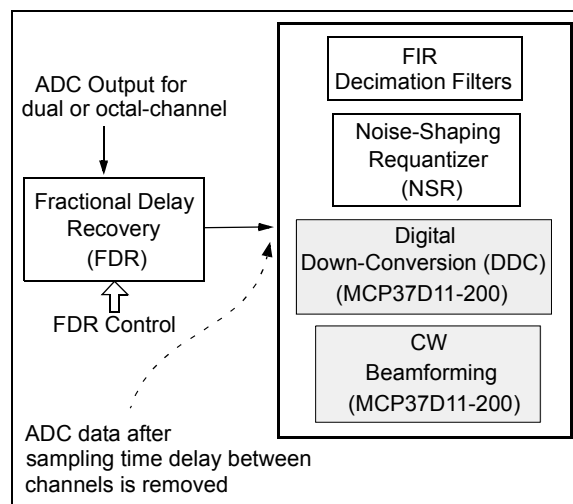 ADC Output for
dual or octal-channel
Fractional Delay
Recovery
(FDR)
FDR Control
ADC data after
sampling time delay between
channels is removed
FIR
Decimation Filters
Noise-Shaping
Requantizer
(NSR)
Digital
Down-Conversion (DDC)
(MCP37D11-200)
CW
Beamforming
(MCP37D11-200)